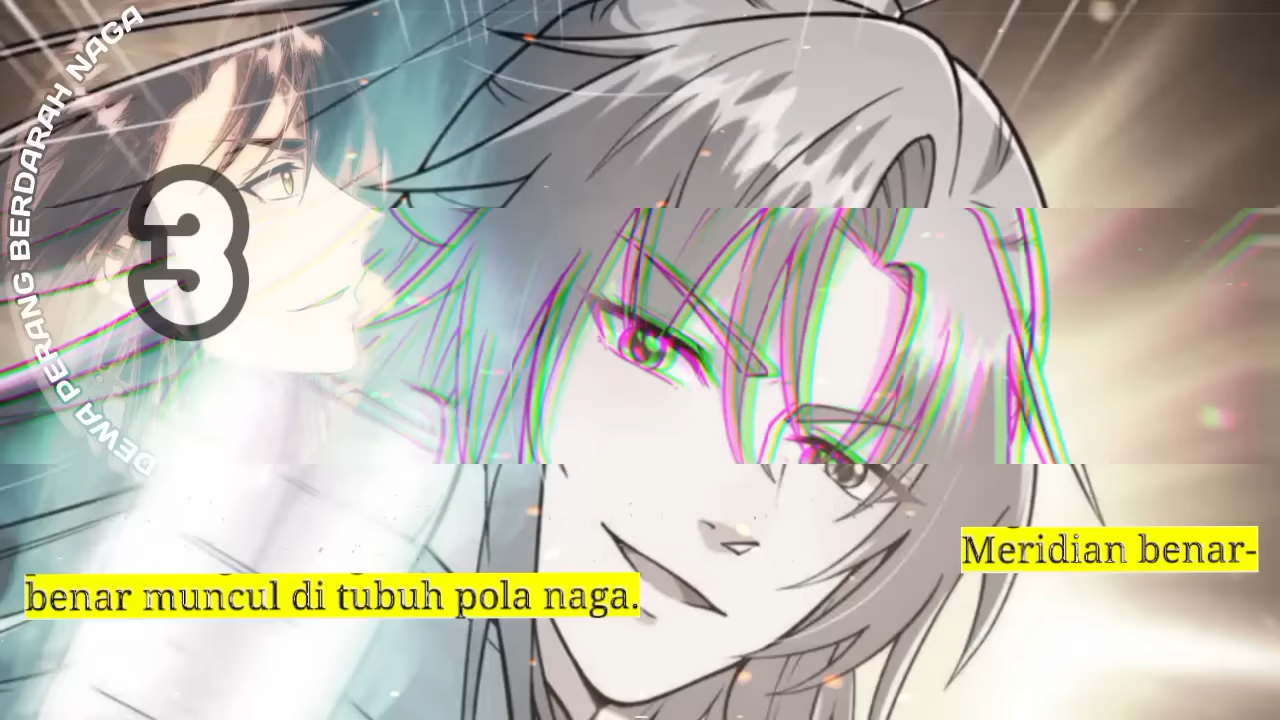 DEWA PERANG BERDARAH NAGA
3
Meridian benar-
benar muncul di tubuh pola naga.